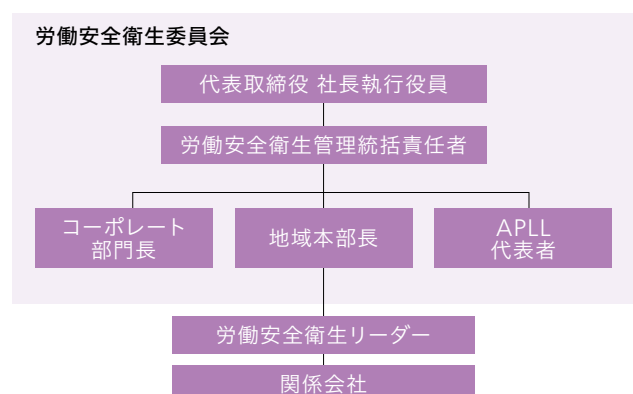 労働安全衛生委員会
代表取締役 社長執行役員
労働安全衛生管理統括責任者
コーポレート
部門長
地域本部長
APLL
代表者
労働安全衛生リーダー
関係会社